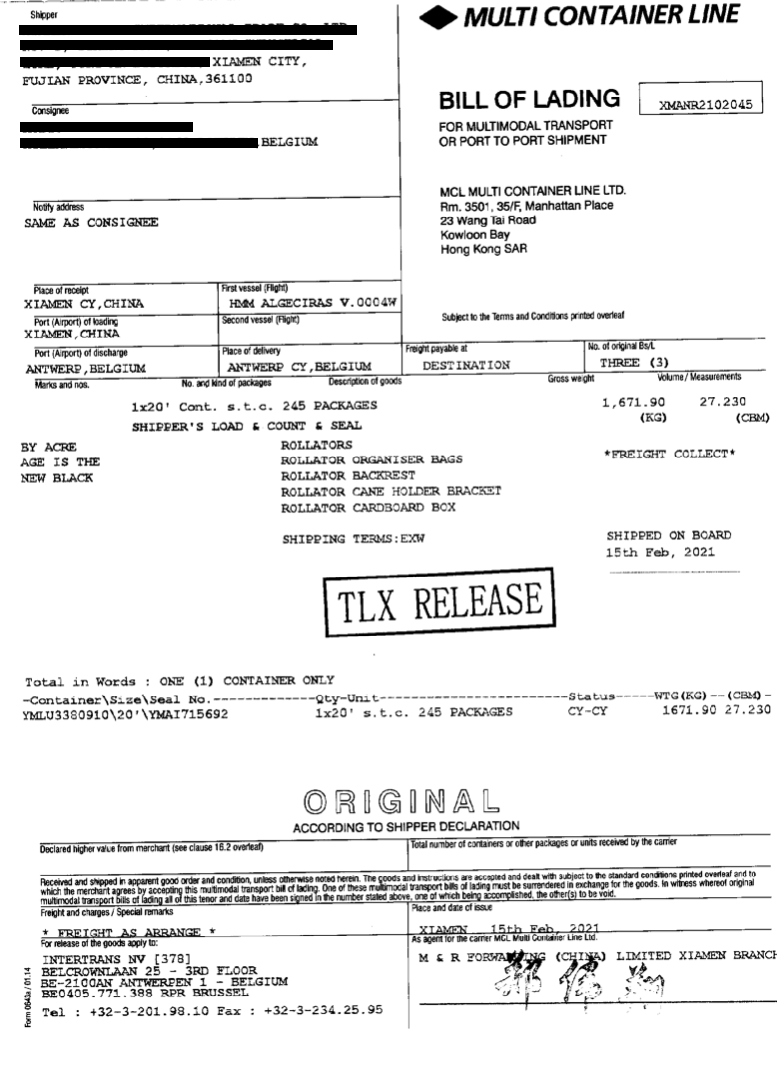 Shipper
MULTI CONTAINER LINE
XIAMEN CITY,
FUJIAN PROVINCE, CHINA,361100
Consignee
BELGIUM
BILL OF LADING
XMANR2102045
FOR MULTIMODAL TRANSPORT
OR PORT TO PORT SHIPMENT
MCL MULTI CONTAINER LINE LTD.
Rm. 3501, 35/F, Manhattan Place
23 Wang Tai Road
Kowloon Bay
Hong Kong SAR
Notify address
SAME AS CONSIGNEE
Place of receipt
XIAMEN CY,CHINA
First vessel (Flight)
HMM ALGECIRAS V.0004W
Port (Airport) of loading
XIAMEN,CHINA
Second vessel (Flight)
Subject to the Terms and Conditions printed overleaf
Port (Airport) of discharge
ANTWERP,BELGIUM
Place of delivery
ANTWERP CY,BELGIUM
Freight payable at
DESTINATION
No. of original Bs/L
THREE (3)
Marks and nos. No. and kind of packages Description of goods Gross weight Volume / Measurements
1x20' Cont. s.t.c. 245 PACKAGES 1,671.90 27.230
SHIPPER'S LOAD & COUNT & SEAL (KG) (CBM)
BY ACRE ROLLATORS
AGE IS THE ROLLATOR ORGANISER BAGS *FREIGHT COLLECT*
NEW BLACK ROLLATOR BACKREST
ROLLATOR CANE HOLDER BRACKET
ROLLATOR CARDBOARD BOX
SHIPPING TERMS:EXW SHIPPED ON BOARD
15th Feb, 2021
TLX RELEASE
Total in Words : ONE (1) CONTAINER ONLY
-Container\Size\Seal No.-------------Qty-Unit------------------------Status-----WTG(KG)--(CBM)-
YMLU3380910\20'\YMAI715692 1x20' s.t.c. 245 PACKAGES CY-CY 1671.90 27.230
ORIGINAL
ACCORDING TO SHIPPER DECLARATION
Declared higher value from merchant (see clause 16.2 overleaf)
Total number of containers or other packages or units received by the carrier
Received and shipped in apparent good order and condition, unless otherwise noted herein. The goods and instructions are accepted and dealt with subject to the standard conditions printed overleaf and to
which the merchant agrees by accepting this multimodal transport bill of lading. One of these multimodal transport bills of lading must be surrendered in exchange for the goods. In witness whereof original
multimodal transport bills of lading all of this tenor and date have been signed in the number stated above, one of which being accomplished, the other(s) to be void.
Freight and charges / Special remarks
* FREIGHT AS ARRANGE *
Place and date of issue
XIAMEN 15th Feb, 2021
For release of the goods apply to:
As agent for the carrier MCL Multi Container Line Ltd.
INTERTRANS NV [378]
BELCROWNLAAN 25 - 3RD FLOOR
BE-2100AN ANTWERPEN 1 - BELGIUM
BE0405.771.388 RPR BRUSSEL
Tel : +32-3-201.98.10 Fax : +32-3-234.25.95
M & R FORWARDING (CHINA) LIMITED XIAMEN BRANCH
Form 064a / 01.14